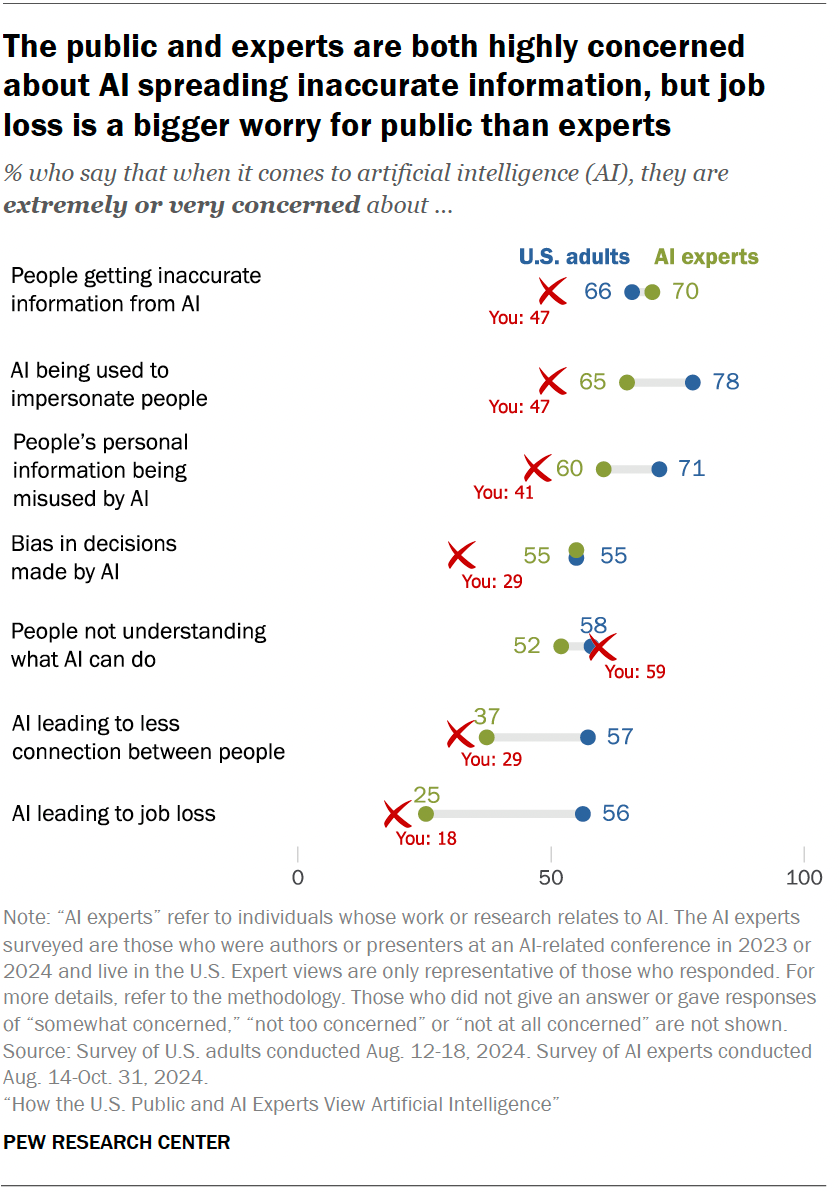 The public and experts are both highly concerned
about AI spreading inaccurate information, but job
loss is a bigger worry for public than experts
% who say that when it comes to artificial intelligence (AI), they are
extremely or very concerned about ...
U.S. adults AI experts
People getting inaccurate
information from AI
66 70
You: 47
AI being used to
impersonate people
65 78
You: 47
People’s personal
information being
misused by AI
60 71
You: 41
Bias in decisions
made by AI
55 55
You: 29
People not understanding
what AI can do
52 58
You: 59
AI leading to less
connection between people
37 57
You: 29
AI leading to job loss
25 56
You: 18
0 50 100
Note: “AI experts” refer to individuals whose work or research relates to AI. The AI experts
surveyed are those who were authors or presenters at an AI-related conference in 2023 or
2024 and live in the U.S. Expert views are only representative of those who responded. For
more details, refer to the methodology. Those who did not give an answer or gave responses
of “somewhat concerned,” “not too concerned” or “not at all concerned” are not shown.
Source: Survey of U.S. adults conducted Aug. 12-18, 2024. Survey of AI experts conducted
Aug. 14-Oct. 31, 2024.
“How the U.S. Public and AI Experts View Artificial Intelligence”
PEW RESEARCH CENTER